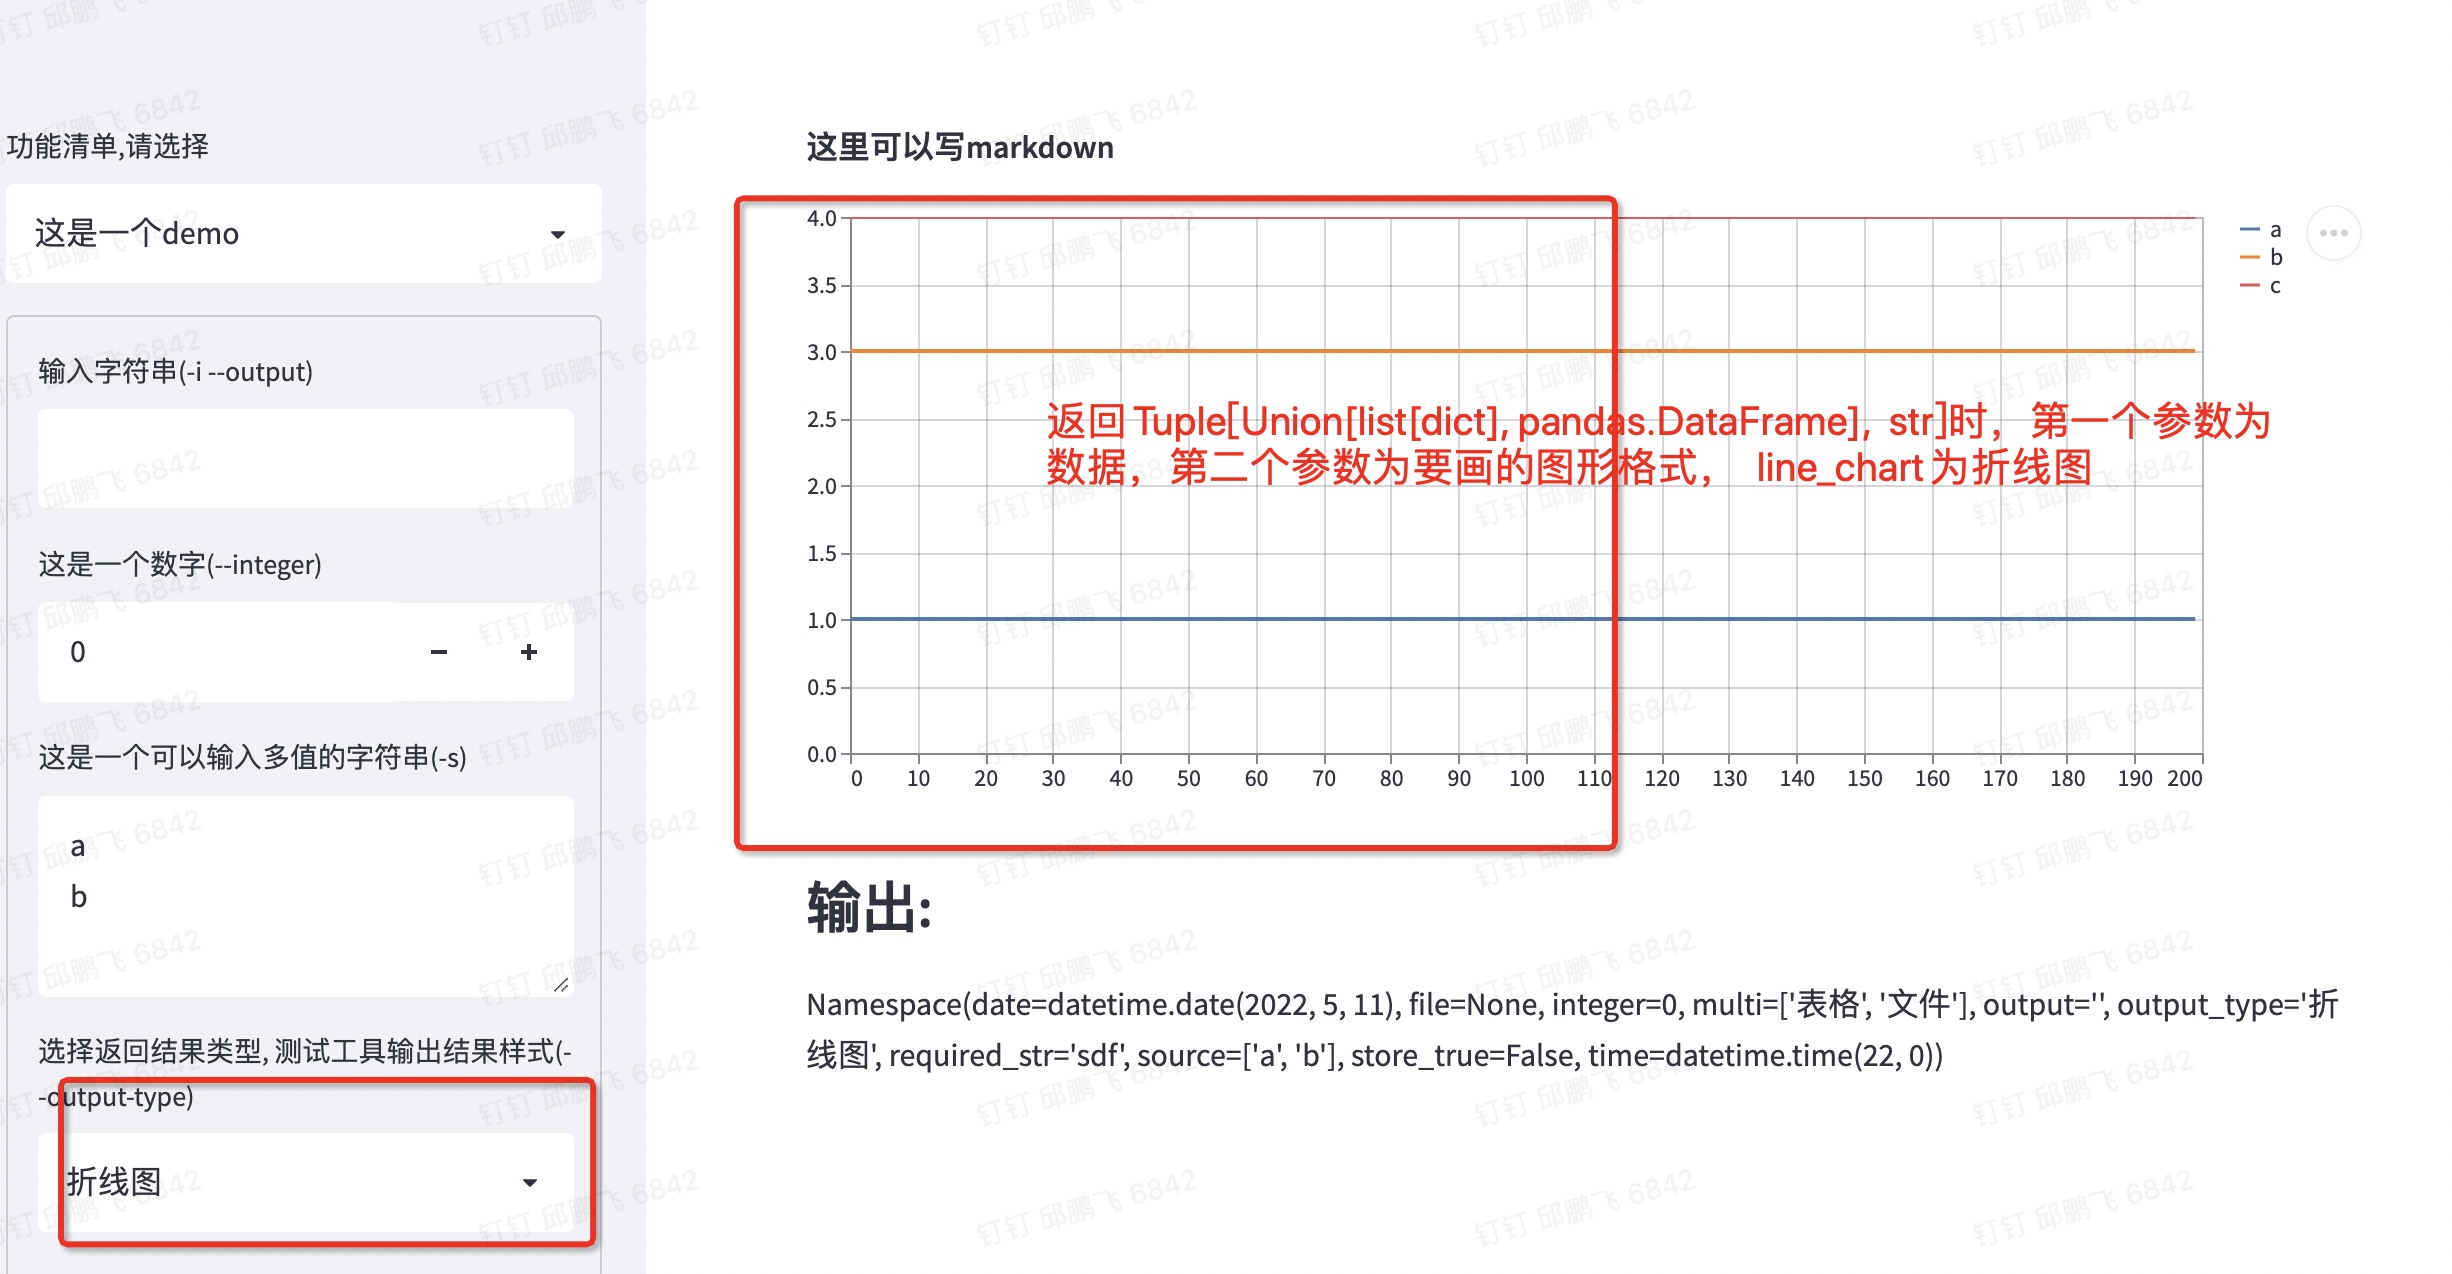 功能清单,请选择
这是一个demo
输入字符串(-i --output)
这是一个数字(--integer)
0
这是一个可以输入多值的字符串(-s)
a
b
选择返回结果类型, 测试工具输出结果样式(-
-output-type)
折线图
这里可以写markdown
4.0
3.5
3.0
2.5
2.0
1.5
1.0
0.5
0.0
0 10 20 30 40 50 60 70 80 90 100 110 120 130 140 150 160 170 180 190 200
a
b
c
返回 Tuple[Union[list[dict], pandas.DataFrame], str]时，第一个参数为
数据，第二个参数为要画的图形格式， line_chart 为折线图
输出:
Namespace(date=datetime.date(2022, 5, 11), file=None, integer=0, multi=['表格', '文件'], output='', output_type='折
线图', required_str='sdf', source=['a', 'b'], store_true=False, time=datetime.time(22, 0))
钉钉 邱鹏飞 6842